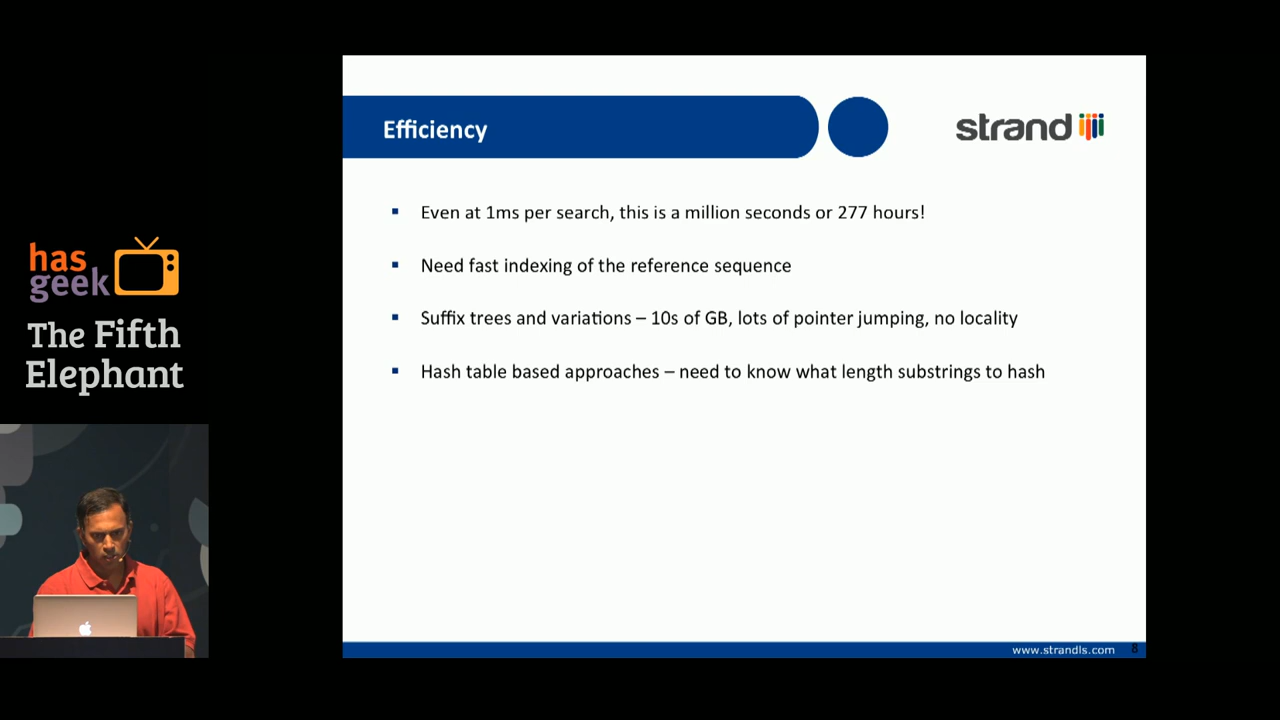 Efficiency
strand
Even at 1ms per search, this is a million seconds or 277 hours!
Need fast indexing of the reference sequence
Suffix trees and variations – 10s of GB, lots of pointer jumping, no locality
Hash table based approaches – need to know what length substrings to hash
www.strandls.com 8
has
geek
The Fifth
Elephant